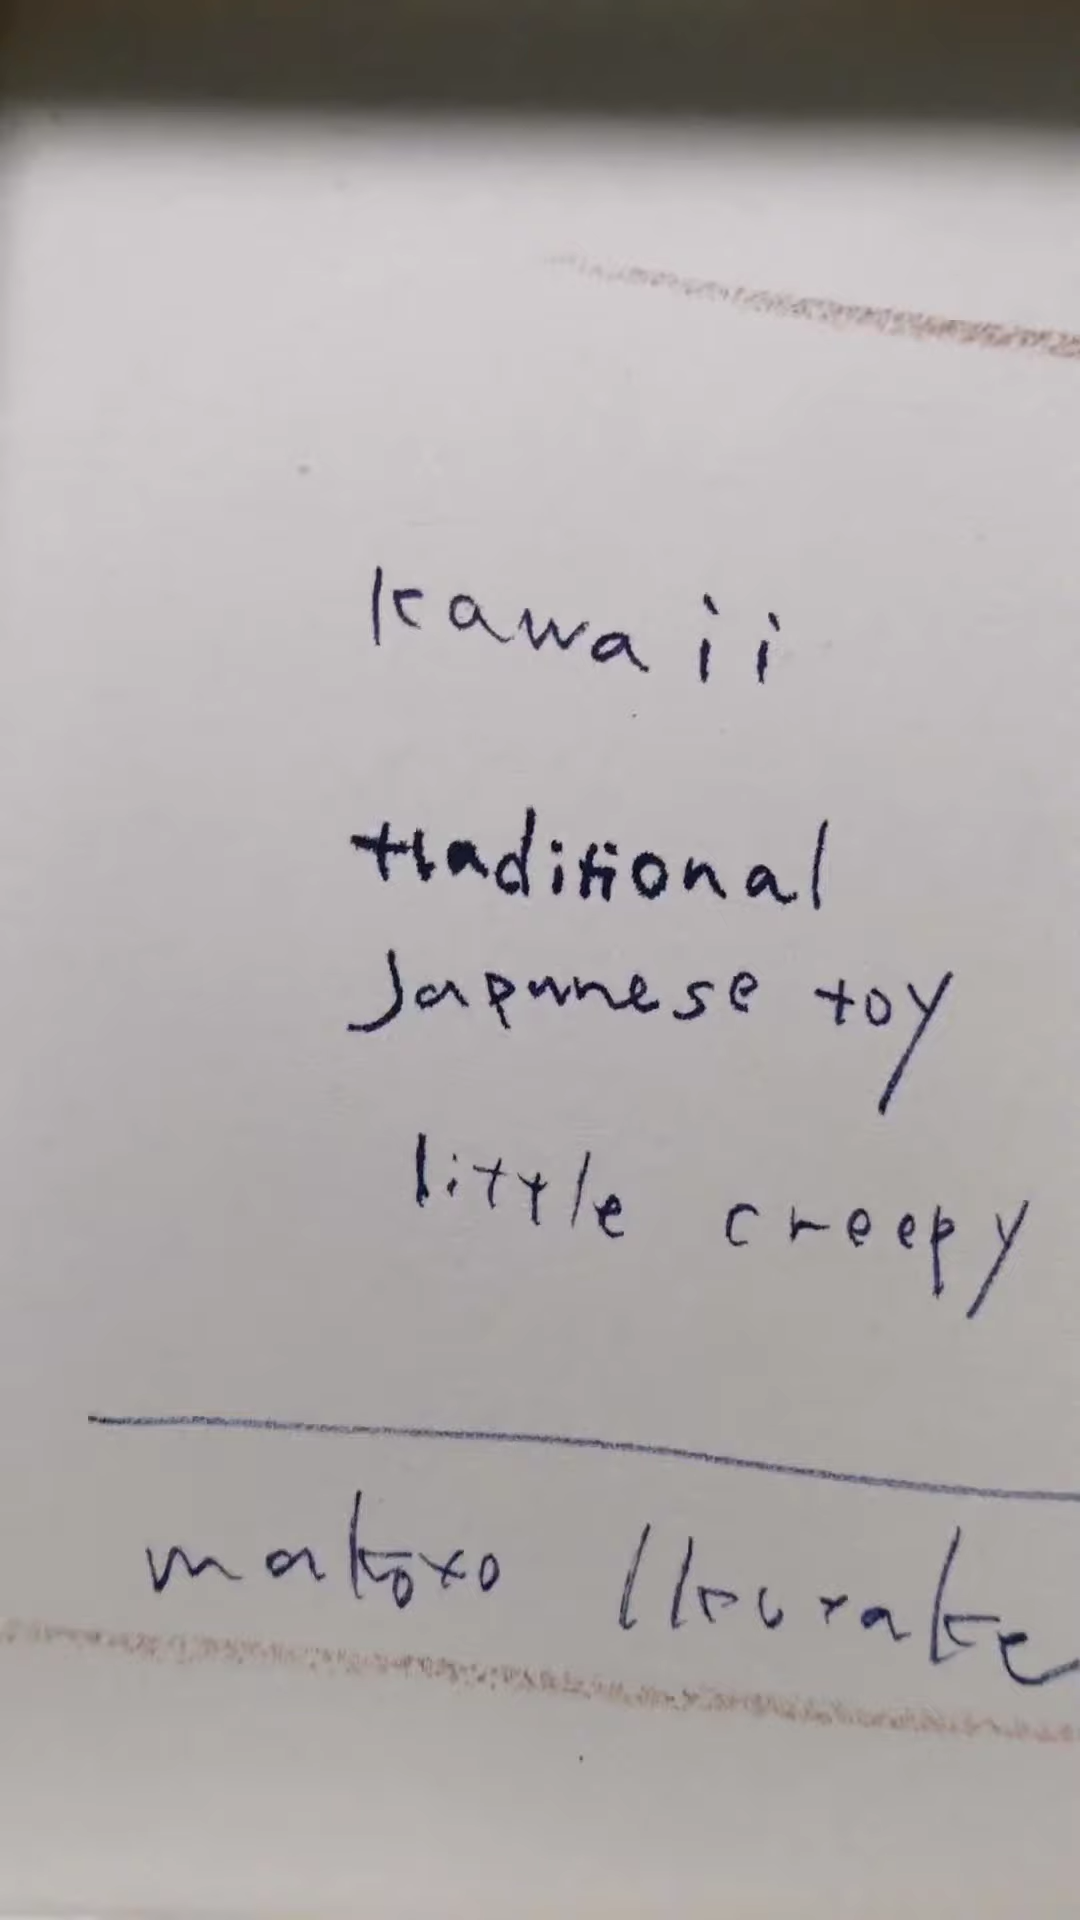 kawaii
traditional
Japanese toy
little creepy
makoto